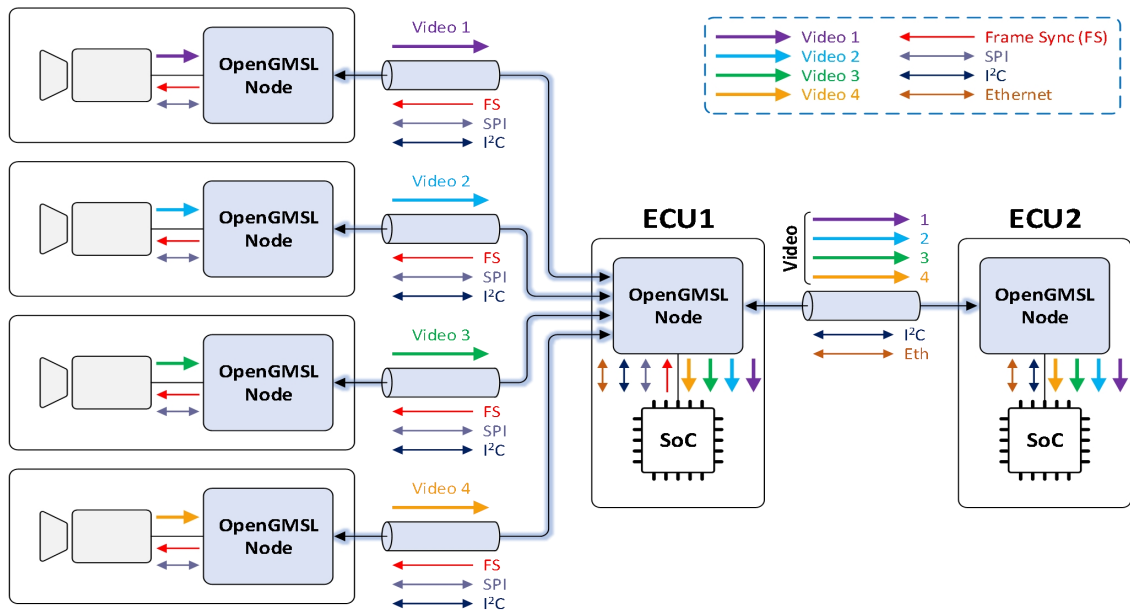 Video 1
OpenGMSL
Node
FS
SPI
I²C
Video 2
OpenGMSL
Node
FS
SPI
I²C
Video 3
OpenGMSL
Node
FS
SPI
I²C
Video 4
OpenGMSL
Node
FS
SPI
I²C
Video 1
Video 2
Video 3
Video 4
Frame Sync (FS)
SPI
I²C
Ethernet
ECU1
OpenGMSL
Node
SoC
Video
1
2
3
4
I²C
Eth
ECU2
OpenGMSL
Node
SoC